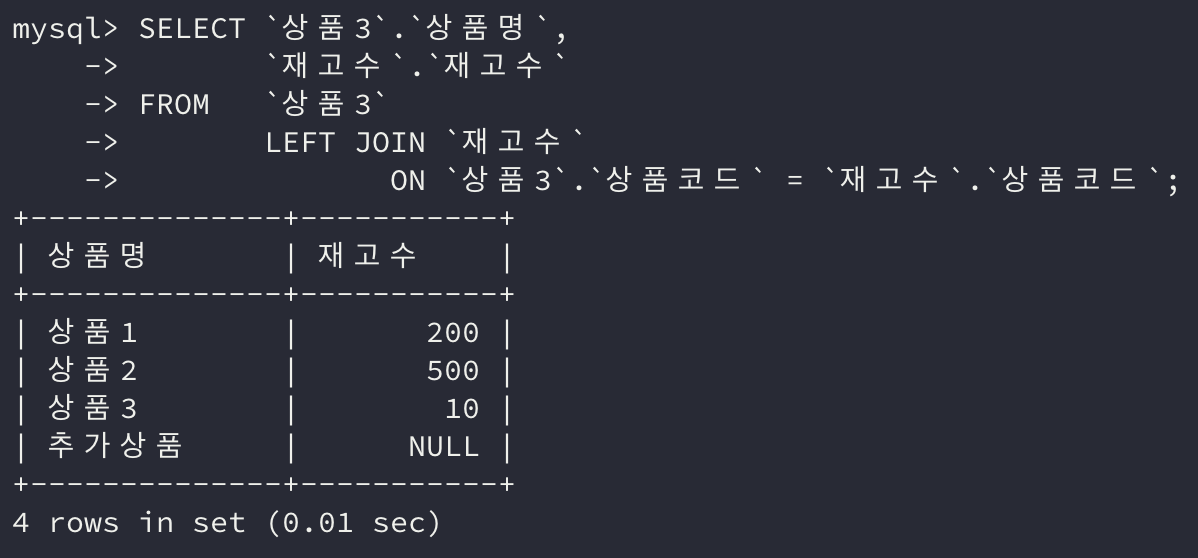 mysql> SELECT `상품3`.`상품명`,
    ->        `재고수`.`재고수`
    -> FROM   `상품3`
    ->        LEFT JOIN `재고수`
    ->               ON `상품3`.`상품코드` = `재고수`.`상품코드`;
+--------------+-----------+
| 상품명        | 재고수     |
+--------------+-----------+
| 상품1         |       200 |
| 상품2         |       500 |
| 상품3         |        10 |
| 추가상품       |      NULL |
+--------------+-----------+
4 rows in set (0.01 sec)